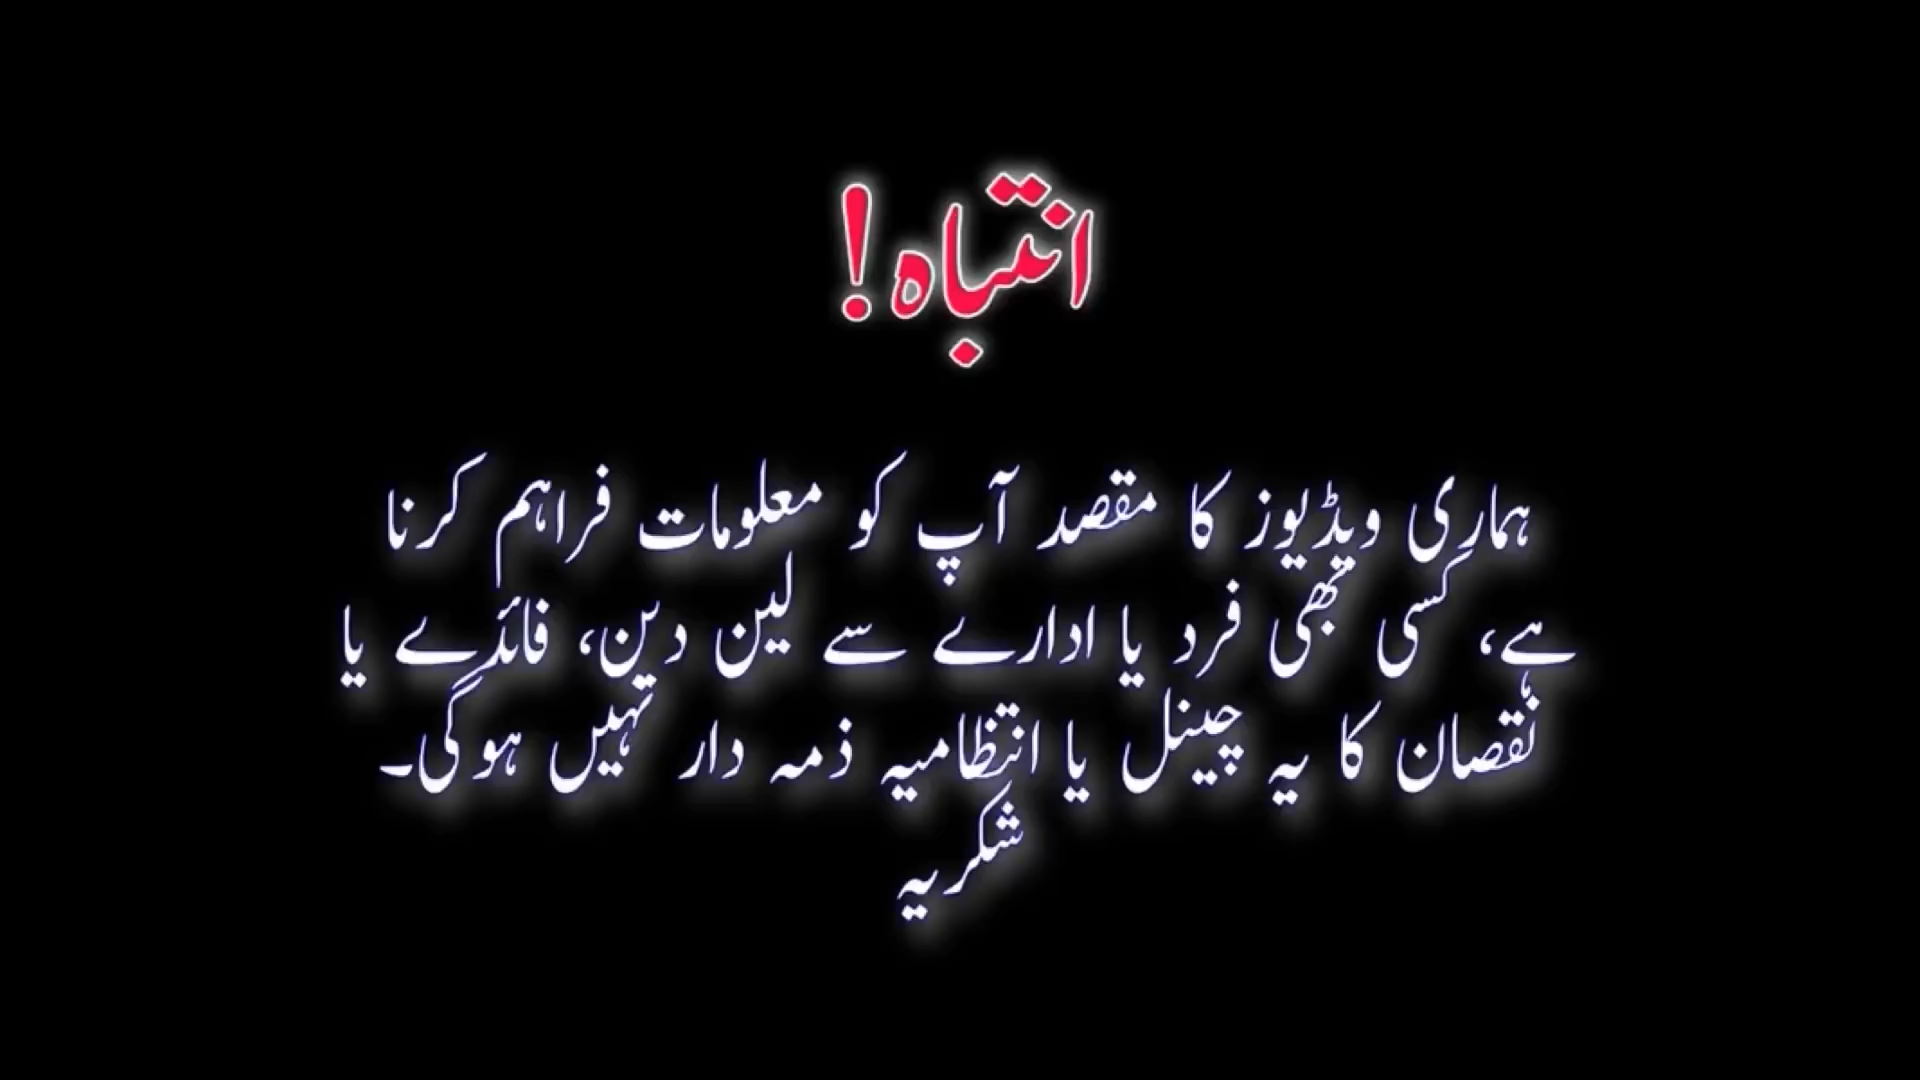 انتباہ!
ہماری ویڈیوز کا مقصد آپ کو معلومات فراہم کرنا
ہے، کسی بھی فرد یا ادارے سے لین دین، فائدے یا
نقصان کا یہ چینل یا انتظامیہ ذمہ دار نہیں ہوگی۔
شکریہ